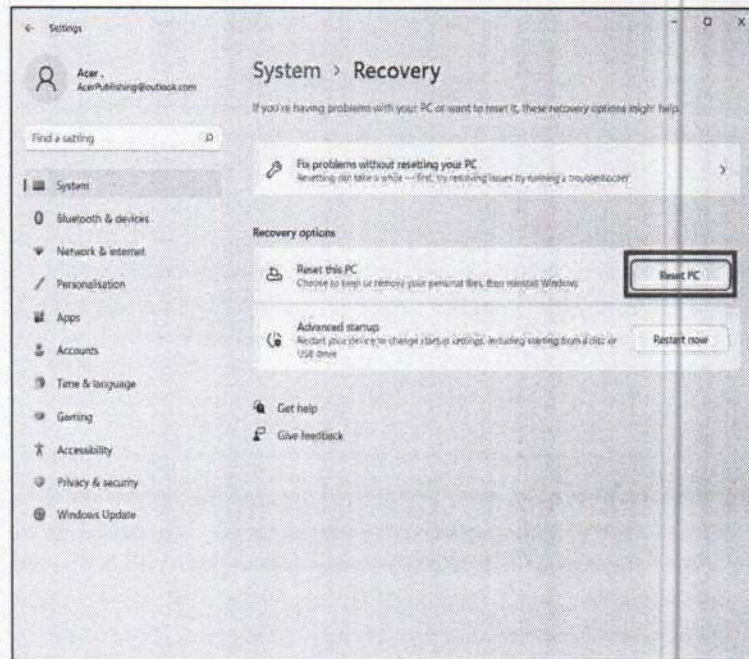 Settings
Acer .
AcerPublishing@outlook.com
Find a setting
System
Bluetooth & devices
Network & internet
Personalisation
Apps
Accounts
Time & language
Gaming
Accessibility
Privacy & security
Windows Update
System > Recovery
If you're having problems with your PC or want to reset it, these recovery options might help.
Fix problems without resetting your PC
Resetting can take a while — first, try resolving issues by running a troubleshooter
Recovery options
Reset this PC
Choose to keep or remove your personal files, then reinstall Windows
Reset PC
Advanced startup
Restart your device to change startup settings, including starting from a disc or
USB drive
Restart now
Get help
Give feedback